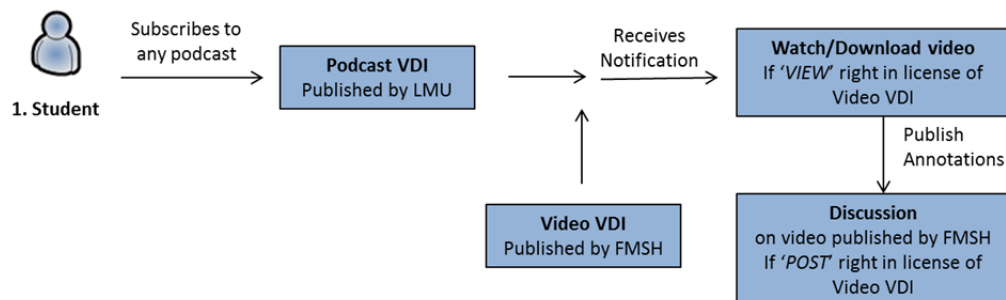 Subscribes to
any podcast
1. Student
Podcast VDI
Published by LMU
Receives
Notification
Video VDI
Published by FMSH
Watch/Download video
If ‘VIEW’ right in license of
Video VDI
Publish
Annotations
Discussion
on video published by FMSH
If ‘POST’ right in license of
Video VDI